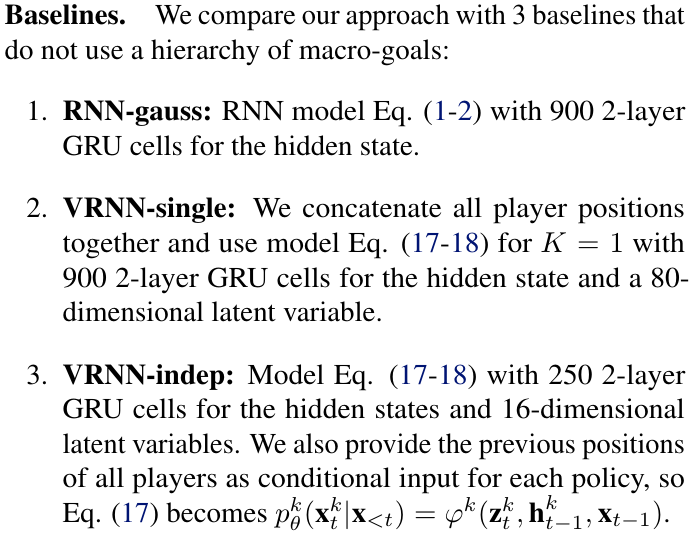 Baselines. We compare our approach with 3 baselines that
do not use a hierarchy of macro-goals:
1. RNN-gauss: RNN model Eq. (1-2) with 900 2-layer
GRU cells for the hidden state.
2. VRNN-single: We concatenate all player positions
together and use model Eq. (17-18) for K = 1 with
900 2-layer GRU cells for the hidden state and a 80-
dimensional latent variable.
3. VRNN-indep: Model Eq. (17-18) with 250 2-layer
GRU cells for the hidden states and 16-dimensional
latent variables. We also provide the previous positions
of all players as conditional input for each policy, so
Eq. (17) becomes $p_\theta^k(\mathbf{x}_t^k|\mathbf{x}_{<t}) = \varphi^k(\mathbf{z}_t^k, \mathbf{h}_{t-1}^k, \mathbf{x}_{t-1})$.